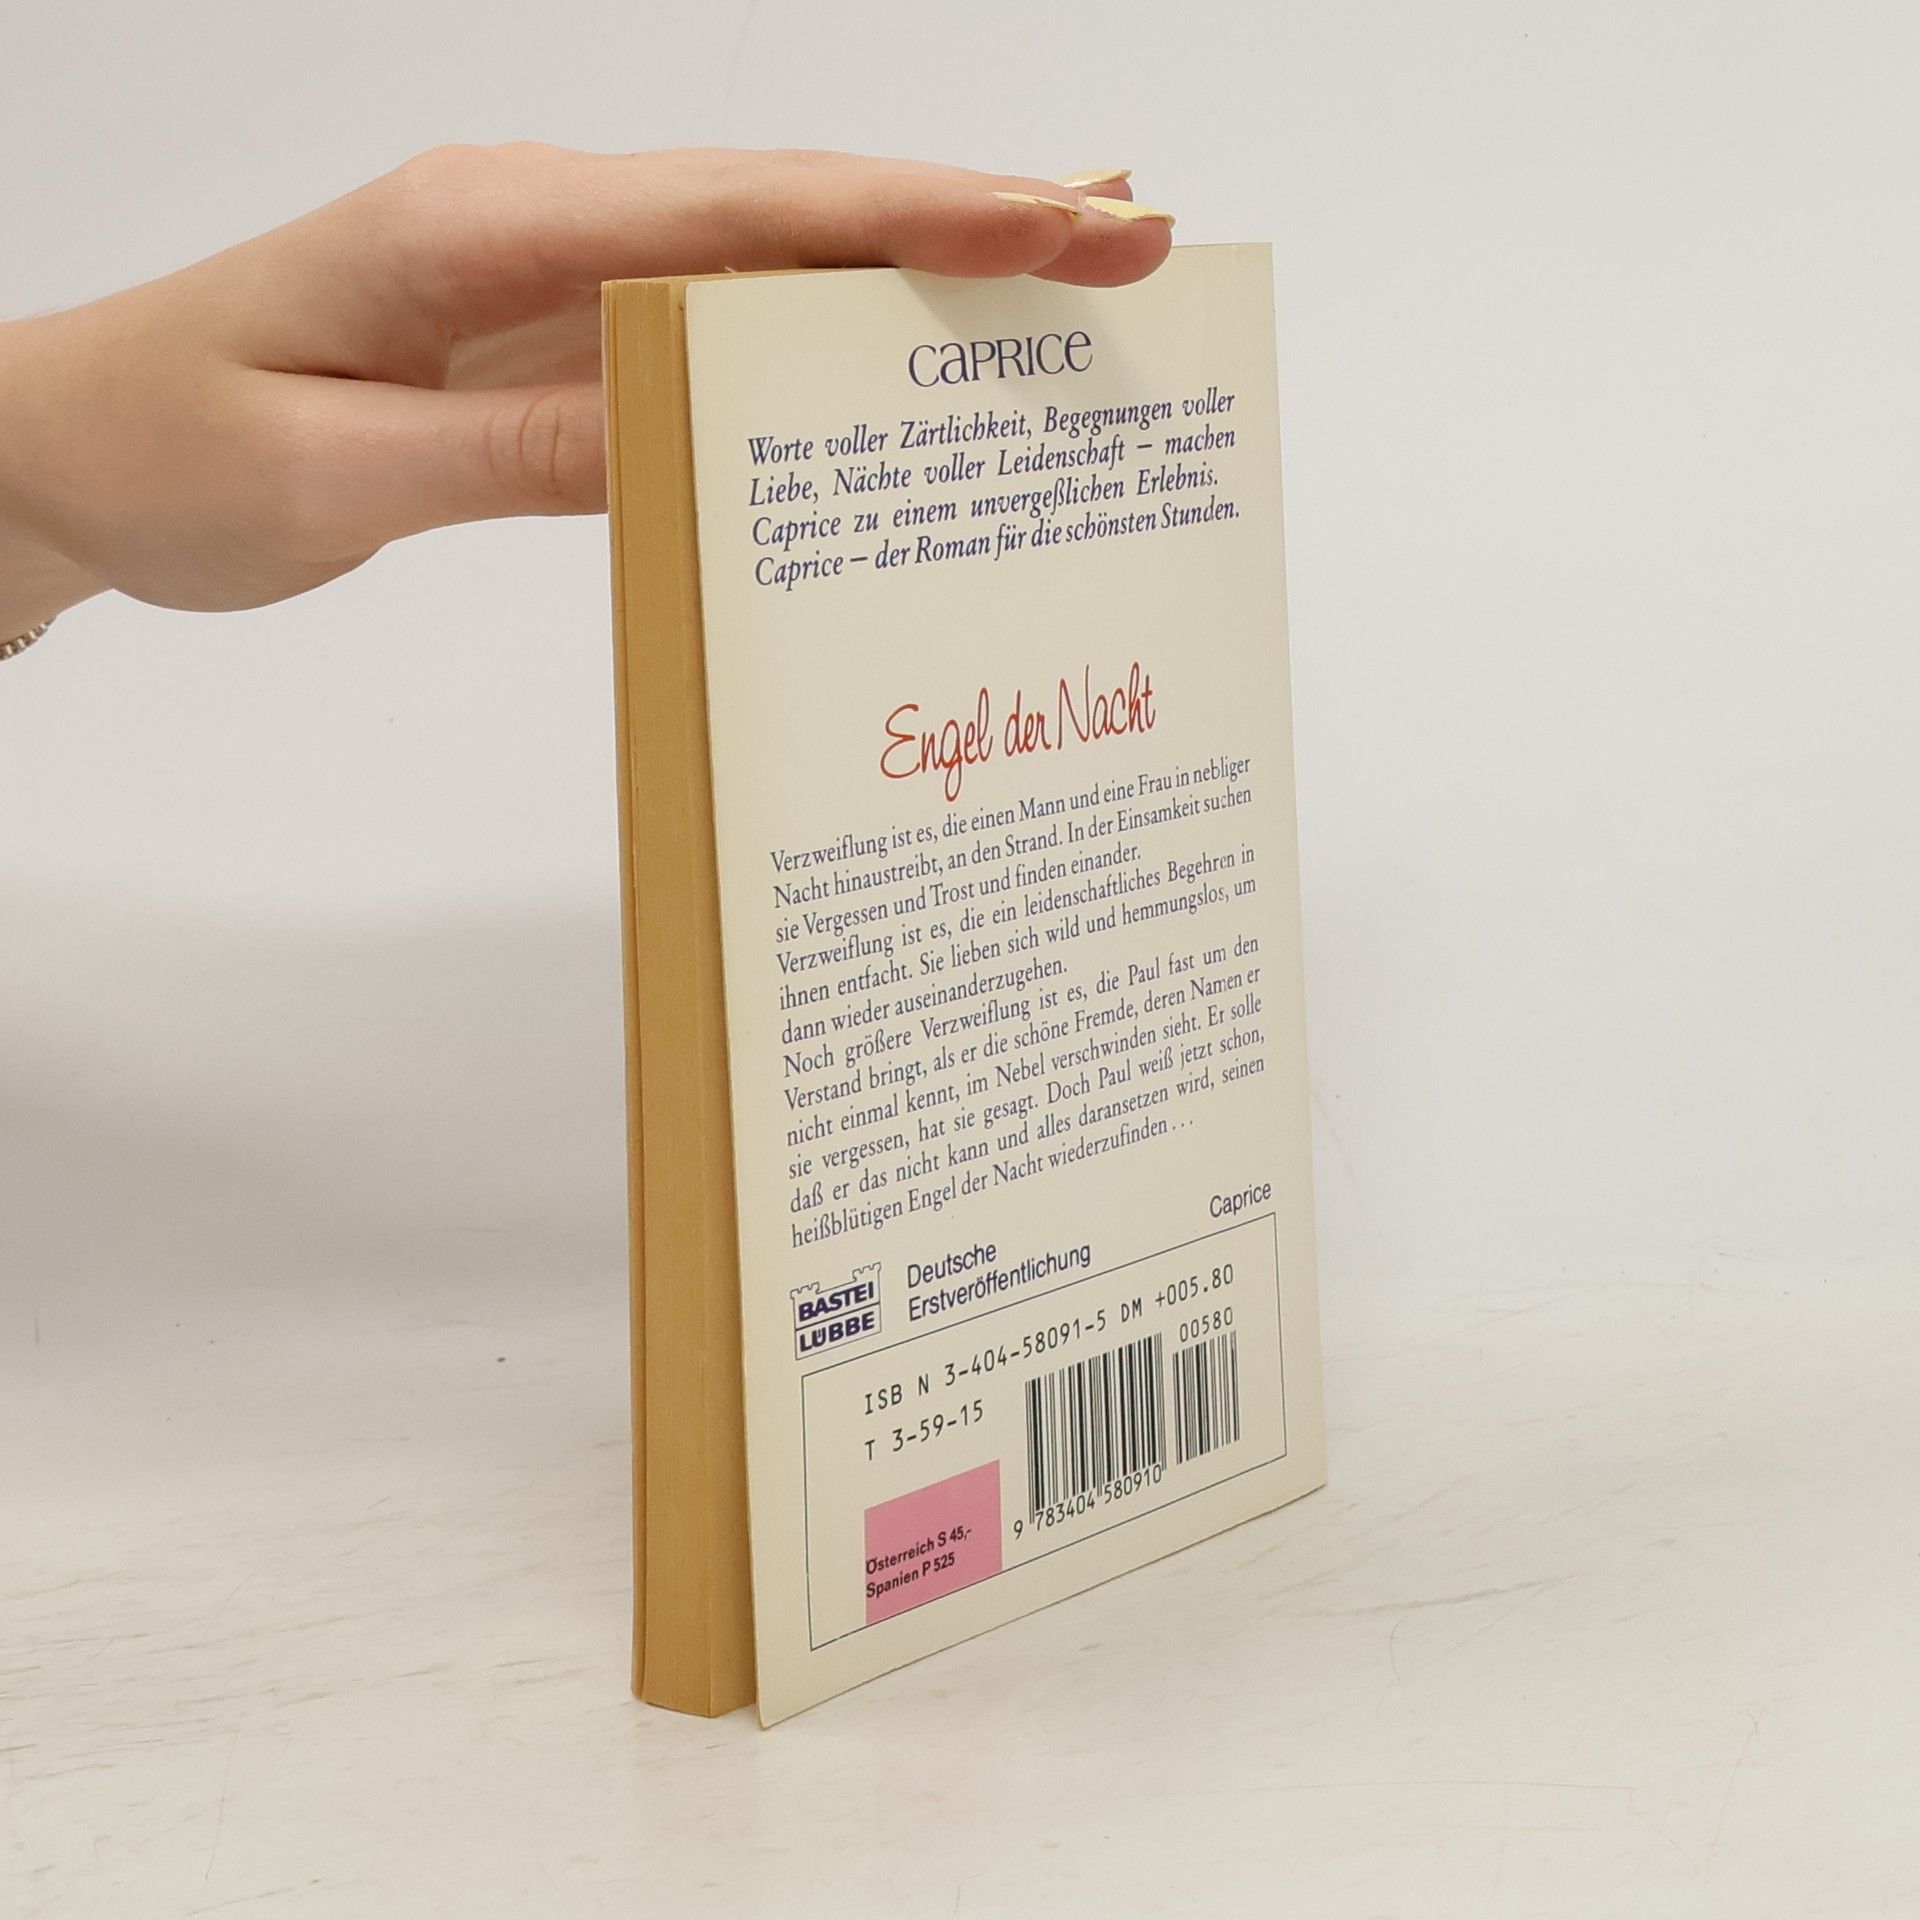 CAPRICE
Worte voller Zärtlichkeit, Begegnungen voller
Liebe, Nächte voller Leidenschaft – machen
Caprice zu einem unvergeßlichen Erlebnis.
Caprice – der Roman für die schönsten Stunden.
Engel der Nacht
Verzweiflung ist es, die einen Mann und eine Frau in nebliger
Nacht hinaustreibt, an den Strand. In der Einsamkeit suchen
sie Vergessen und Trost und finden einander.
Verzweiflung ist es, die ein leidenschaftliches Begehren in
ihnen entfacht. Sie lieben sich wild und hemmungslos, um
dann wieder auseinanderzugehen.
Noch größere Verzweiflung ist es, die Paul fast um den
Verstand bringt, als er die schöne Fremde, deren Namen er
nicht einmal kennt, im Nebel verschwinden sieht. Er solle
sie vergessen, hat sie gesagt. Doch Paul weiß jetzt schon,
daß er das nicht kann und alles daransetzen wird, seinen
heißblütigen Engel der Nacht wiederzufinden . . .
Caprice
BASTEI
LÜBBE
Deutsche
Erstveröffentlichung
ISB N 3-404-58091-5 DM +005.80
T 3-59-15
00580
9 783404 580910
Österreich S 45,-
Spanien P 525